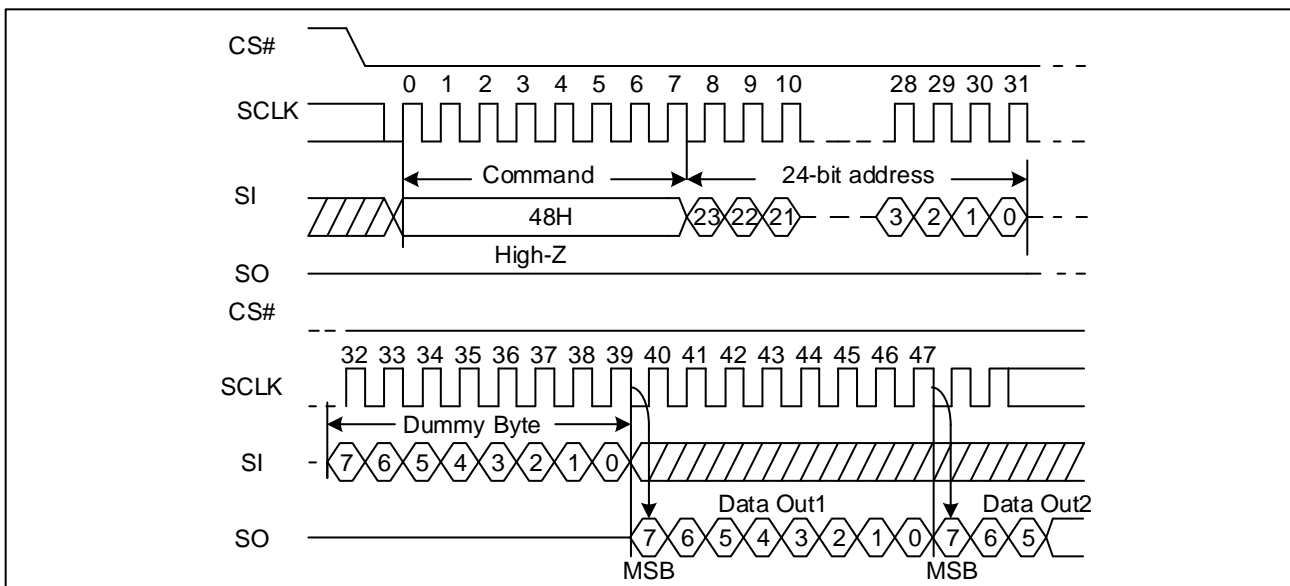 CS#
0 1 2 3 4 5 6 7 8 9 10 28 29 30 31
SCLK
Command 24-bit address
SI
48H 23 22 21 3 2 1 0
High-Z
SO
CS#
32 33 34 35 36 37 38 39 40 41 42 43 44 45 46 47
SCLK
Dummy Byte
SI 7 6 5 4 3 2 1 0
Data Out1 Data Out2
SO 7 6 5 4 3 2 1 0 7 6 5
MSB MSB